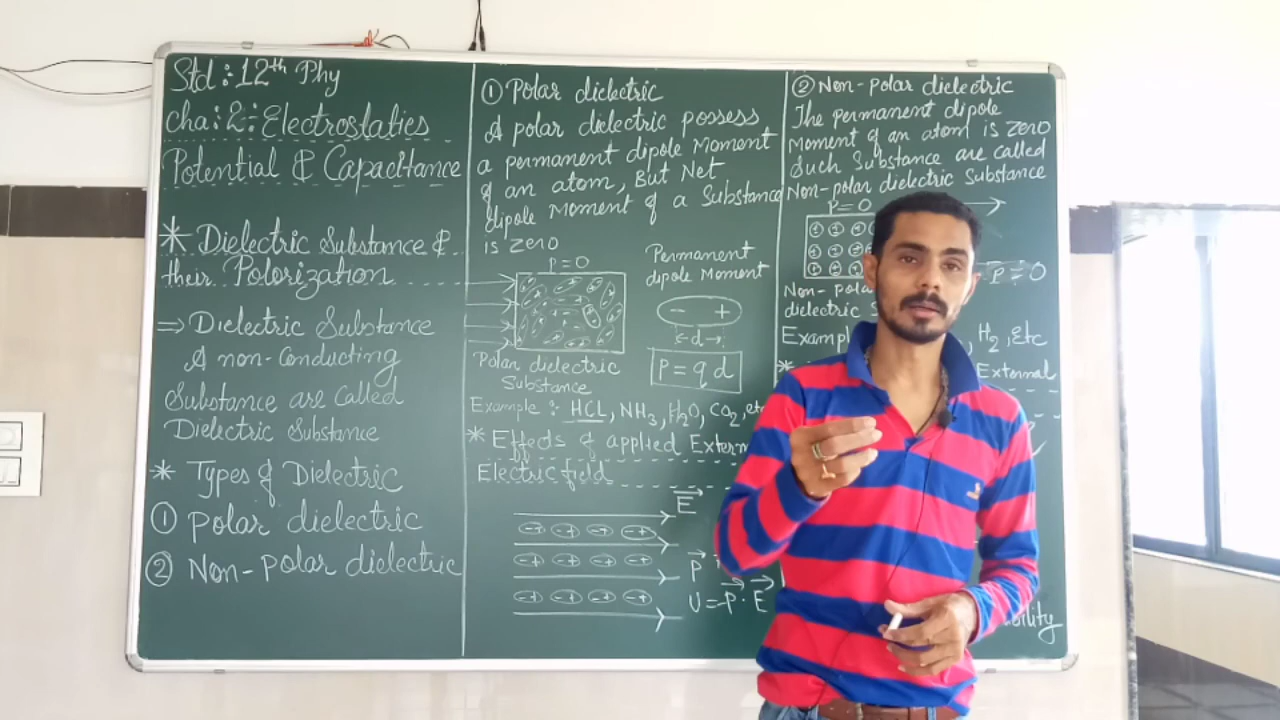 Std: 12th Phy
cha: 2: Electrostatics
Potential & Capacitance
* Dielectric Substance &
their Polorization
⇒ Dielectric Substance
A non-Conducting
Substance are Called
Dielectric Substance
* Types of Dielectric
① polar dielectric
② Non-polar dielectric
① Polar dielectric
A polar dielectric possess
a permanent dipole Moment
of an atom, But Net
dipole Moment of a Substance
is zero
P=0
Polar dielectric
Substance
Permanent
dipole Moment
- +
d
P = q d
Example: HCL, NH3, H2O, CO2, etc
* Effects of applied Extern
Electric field
E→
P→
U=-P→·E→
② Non-polar dielectric
The permanent dipole
Moment of an atom is zero
Such Substance are called
Non-polar dielectric Substance
P=0
P=0
Non-pola
dielectric S
Exampl , H2, Etc
* External
bility